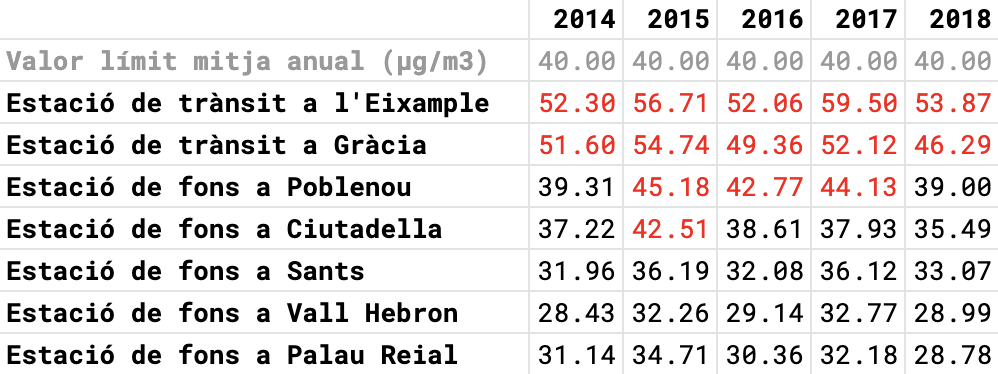 2014 2015 2016 2017 2018
Valor límit mitja anual (µg/m3) 40.00 40.00 40.00 40.00 40.00
Estació de trànsit a l'Eixample 52.30 56.71 52.06 59.50 53.87
Estació de trànsit a Gràcia 51.60 54.74 49.36 52.12 46.29
Estació de fons a Poblenou 39.31 45.18 42.77 44.13 39.00
Estació de fons a Ciutadella 37.22 42.51 38.61 37.93 35.49
Estació de fons a Sants 31.96 36.19 32.08 36.12 33.07
Estació de fons a Vall Hebron 28.43 32.26 29.14 32.77 28.99
Estació de fons a Palau Reial 31.14 34.71 30.36 32.18 28.78